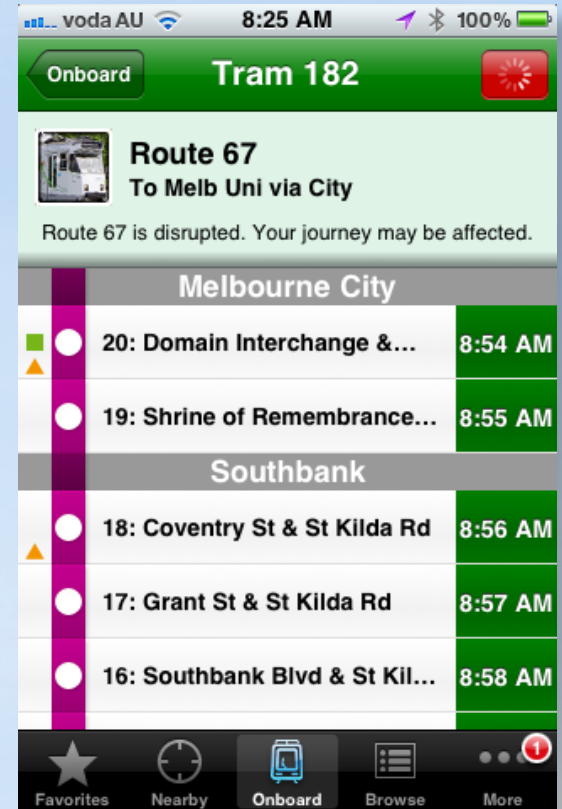 voda AU 8:25 AM 100%
Onboard Tram 182
Route 67
To Melb Uni via City
Route 67 is disrupted. Your journey may be affected.
Melbourne City
20: Domain Interchange &... 8:54 AM
19: Shrine of Remembrance... 8:55 AM
Southbank
18: Coventry St & St Kilda Rd 8:56 AM
17: Grant St & St Kilda Rd 8:57 AM
16: Southbank Blvd & St Kil... 8:58 AM
1
Favorites Nearby Onboard Browse More